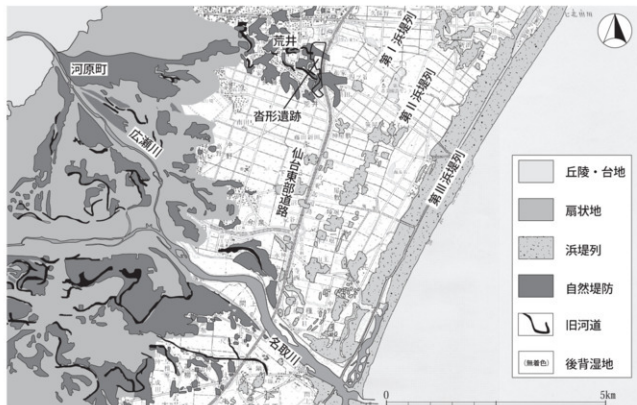 荒井
河原町
沓形遺跡
広瀬川
仙台東部道路
第Ⅰ浜堤列
第Ⅱ浜堤列
第Ⅲ浜堤列
名取川
丘陵・台地
扇状地
浜堤列
自然堤防
旧河道
(無着色)
後背湿地
0
5km